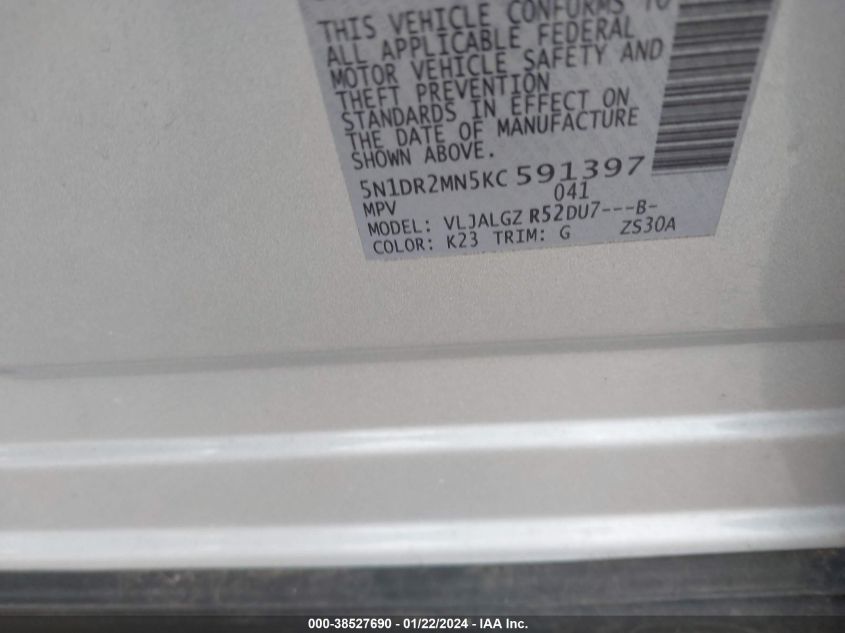 THIS VEHICLE CONFORMS TO
ALL APPLICABLE FEDERAL
MOTOR VEHICLE SAFETY AND
THEFT PREVENTION
STANDARDS IN EFFECT ON
THE DATE OF MANUFACTURE
SHOWN ABOVE.
5N1DR2MN5KC 591397
MPV 041
MODEL: VLJALGZ R52DU7---B-
COLOR: K23 TRIM: G ZS30A
000-38527690 - 01/22/2024 - IAA Inc.